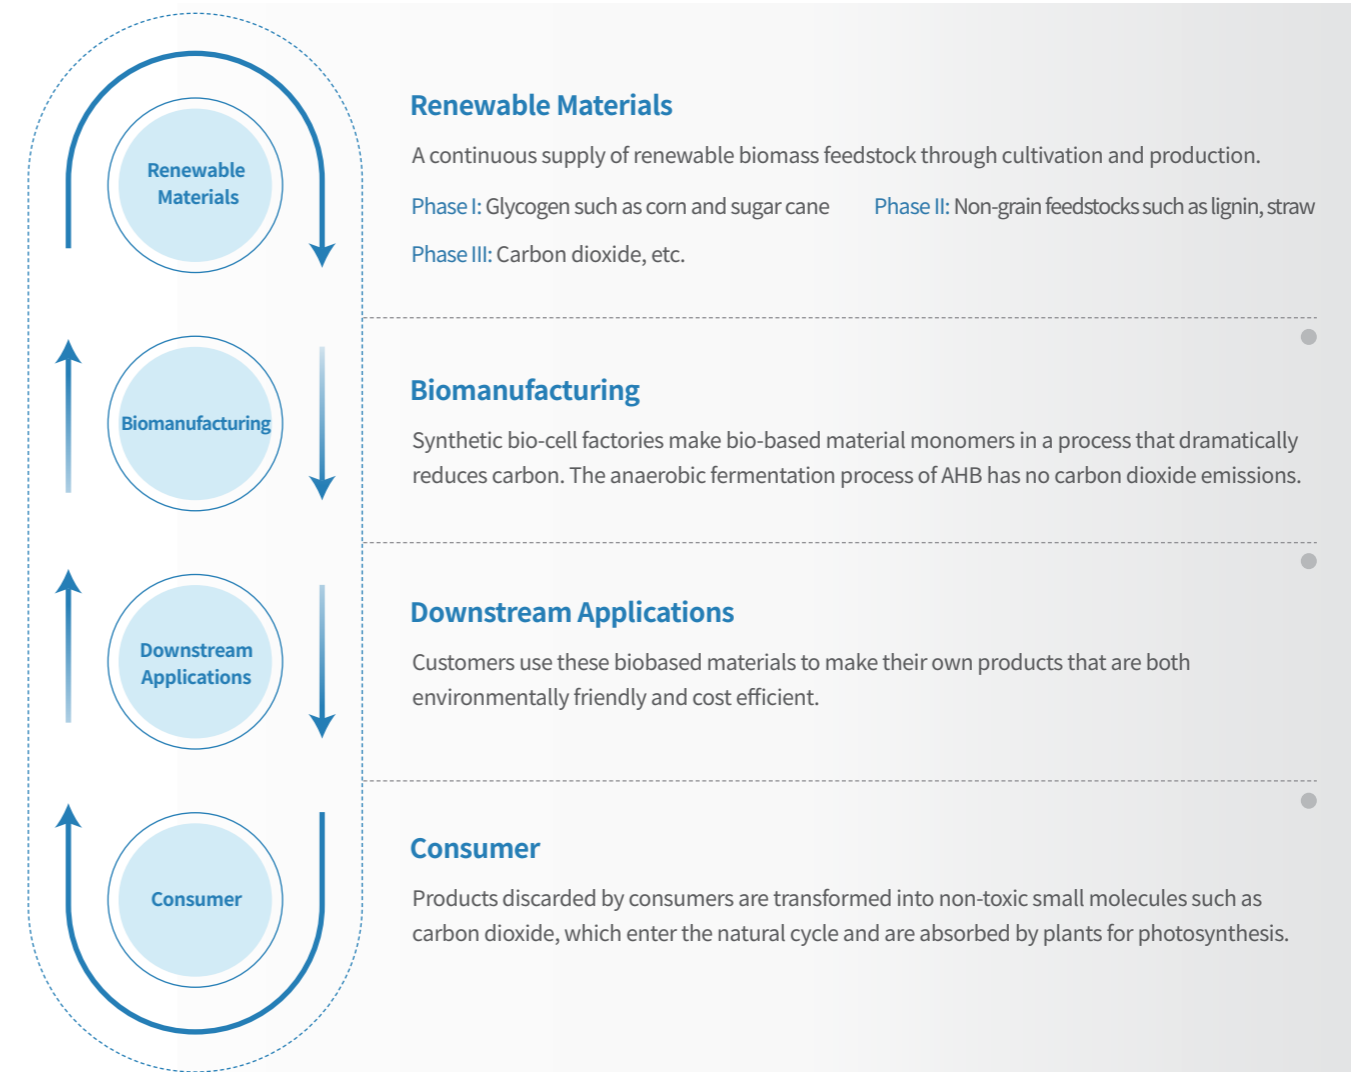 Renewable
Materials
Renewable Materials
A continuous supply of renewable biomass feedstock through cultivation and production.
Phase I: Glycogen such as corn and sugar cane
Phase II: Non-grain feedstocks such as lignin, straw
Phase III: Carbon dioxide, etc.
Biomanufacturing
Biomanufacturing
Synthetic bio-cell factories make bio-based material monomers in a process that dramatically
reduces carbon. The anaerobic fermentation process of AHB has no carbon dioxide emissions.
Downstream
Applications
Downstream Applications
Customers use these biobased materials to make their own products that are both
environmentally friendly and cost efficient.
Consumer
Consumer
Products discarded by consumers are transformed into non-toxic small molecules such as
carbon dioxide, which enter the natural cycle and are absorbed by plants for photosynthesis.